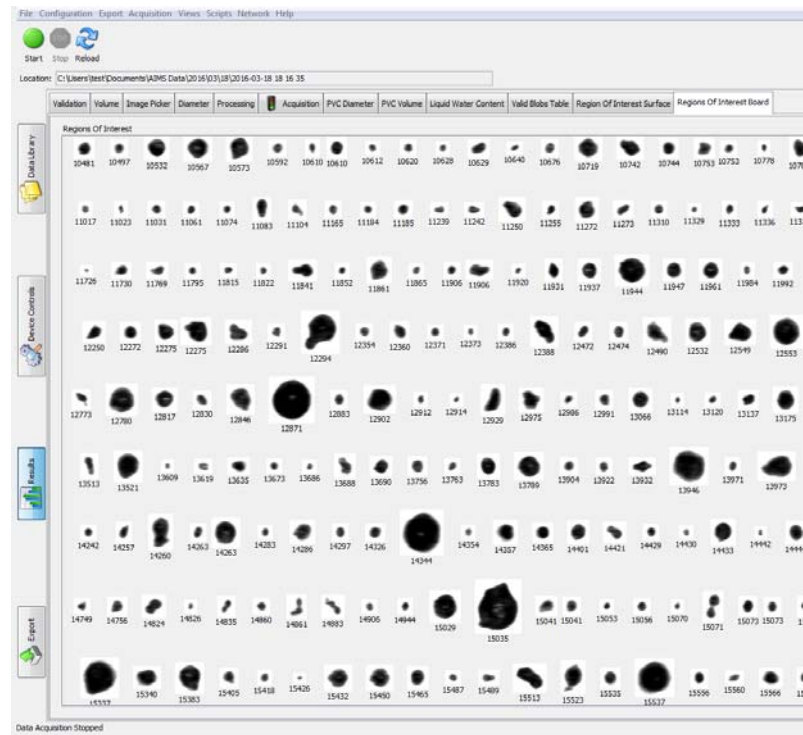 File Configuration Export Acquisition Views Scripts Network Help
Start Stop Reload
Location: C:\Users\test\Documents\AIMS Data\2016\03\18\2016-03-18 18 16 35
Validation Volume Image Picker Diameter Processing Acquisition PVC Diameter PVC Volume Liquid Water Content Valid Blobs Table Region Of Interest Surface Regions Of Interest Board
Regions Of Interest
Data Library
Device Controls
Results
Export
10481 10497 10532 10567 10573 10592 10610 10610 10612 10620 10628 10629 10640 10676 10719 10742 10744 10753 10753 10778
11017 11023 11031 11061 11074 11083 11104 11165 11184 11185 11239 11242 11250 11255 11272 11273 11310 11329 11333 11336
11726 11730 11769 11795 11815 11822 11841 11852 11861 11865 11906 11906 11920 11931 11937 11944 11947 11961 11984 11992
12250 12272 12275 12275 12286 12291 12294 12354 12360 12371 12373 12386 12388 12472 12474 12490 12532 12549 12553
12773 12780 12817 12830 12846 12871 12883 12902 12912 12914 12929 12975 12986 12991 13066 13114 13120 13137 13175
13513 13521 13609 13619 13635 13673 13686 13688 13690 13756 13763 13783 13789 13904 13922 13932 13946 13971 13973
14242 14257 14260 14263 14263 14283 14286 14297 14326 14344 14354 14357 14365 14401 14421 14429 14430 14433 14442
14749 14756 14824 14826 14835 14860 14861 14883 14906 14944 15029 15035 15041 15041 15053 15056 15070 15071 15073 15073
15337 15340 15383 15405 15418 15426 15432 15450 15465 15487 15489 15513 15523 15535 15537 15556 15560 15566
Data Acquisition Stopped